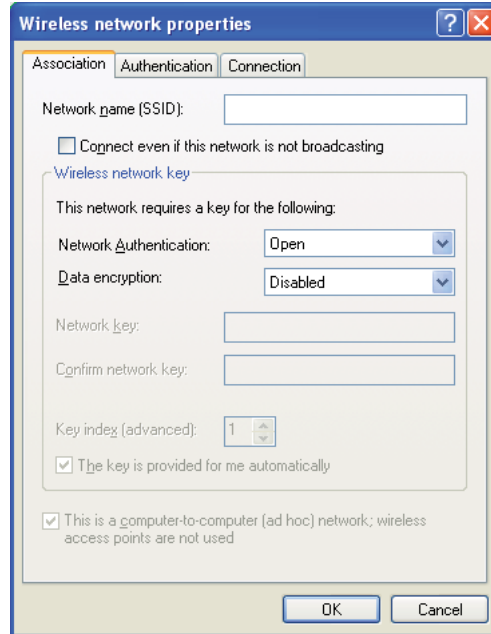 Wireless network properties
Association Authentication Connection
Network name (SSID):
Connect even if this network is not broadcasting
Wireless network key
This network requires a key for the following:
Network Authentication: Open
Data encryption: Disabled
Network key:
Confirm network key:
Key index (advanced): 1
The key is provided for me automatically
This is a computer-to-computer (ad hoc) network; wireless
access points are not used
OK Cancel